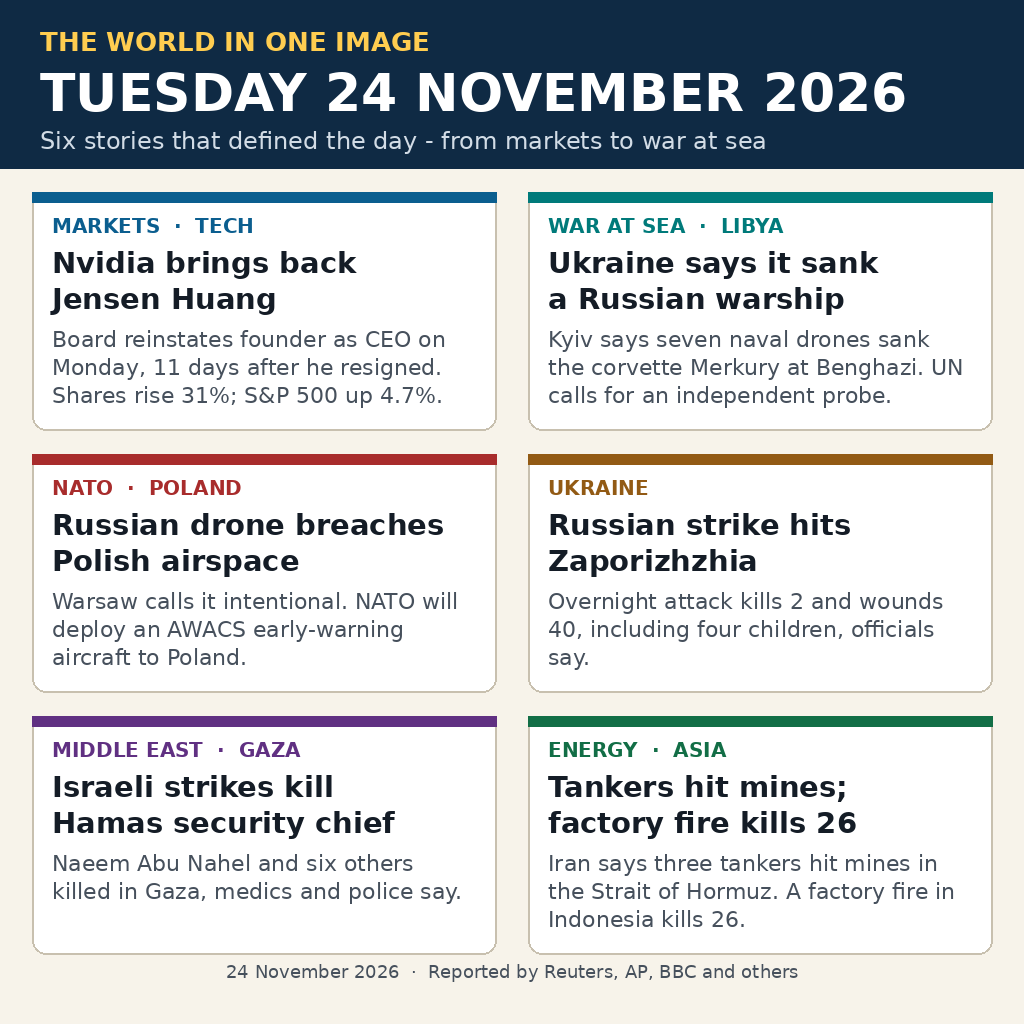 THE WORLD IN ONE IMAGE
TUESDAY 24 NOVEMBER 2026
Six stories that defined the day - from markets to war at sea
MARKETS · TECH
Nvidia brings back
Jensen Huang
Board reinstates founder as CEO on
Monday, 11 days after he resigned.
Shares rise 31%; S&P 500 up 4.7%.
WAR AT SEA · LIBYA
Ukraine says it sank
a Russian warship
Kyiv says seven naval drones sank
the corvette Merkury at Benghazi. UN
calls for an independent probe.
NATO · POLAND
Russian drone breaches
Polish airspace
Warsaw calls it intentional. NATO will
deploy an AWACS early-warning
aircraft to Poland.
UKRAINE
Russian strike hits
Zaporizhzhia
Overnight attack kills 2 and wounds
40, including four children, officials
say.
MIDDLE EAST · GAZA
Israeli strikes kill
Hamas security chief
Naeem Abu Nahel and six others
killed in Gaza, medics and police say.
ENERGY · ASIA
Tankers hit mines;
factory fire kills 26
Iran says three tankers hit mines in
the Strait of Hormuz. A factory fire in
Indonesia kills 26.
24 November 2026 · Reported by Reuters, AP, BBC and others